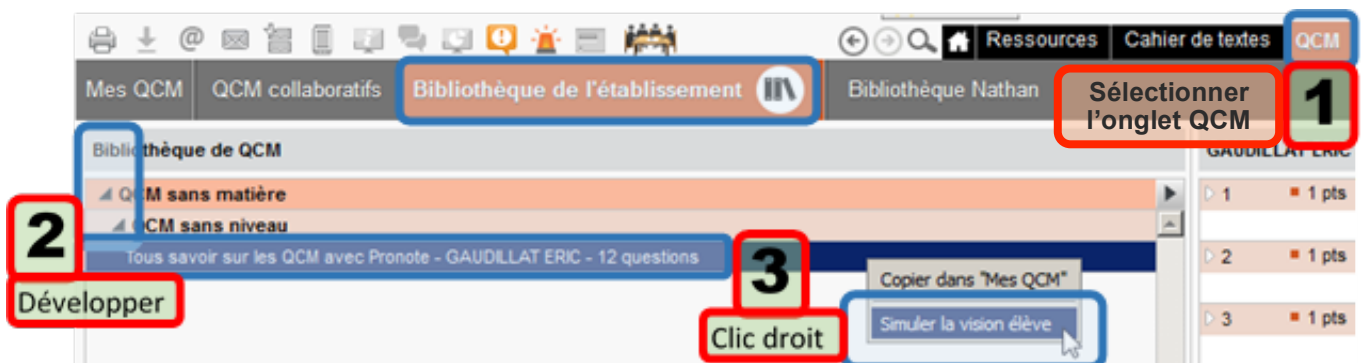 Ressources Cahier de textes QCM
Mes QCM QCM collaboratifs Bibliothèque de l'établissement Bibliothèque Nathan
Sélectionner
l'onglet QCM
1
Bibliothèque de QCM
GAUDILLAT ERIC
QCM sans matière
1 1 pts
QCM sans niveau
2
Tous savoir sur les QCM avec Pronote - GAUDILLAT ERIC - 12 questions
3
2 1 pts
Copier dans "Mes QCM"
Développer
Simuler la vision élève
3 1 pts
Clic droit